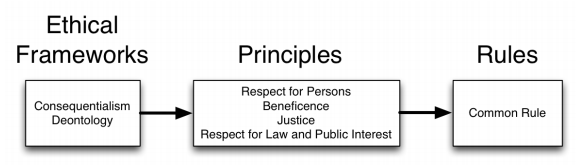 Ethical
Frameworks
Principles
Rules
Consequentialism
Deontology
Respect for Persons
Beneficence
Justice
Respect for Law and Public Interest
Common Rule